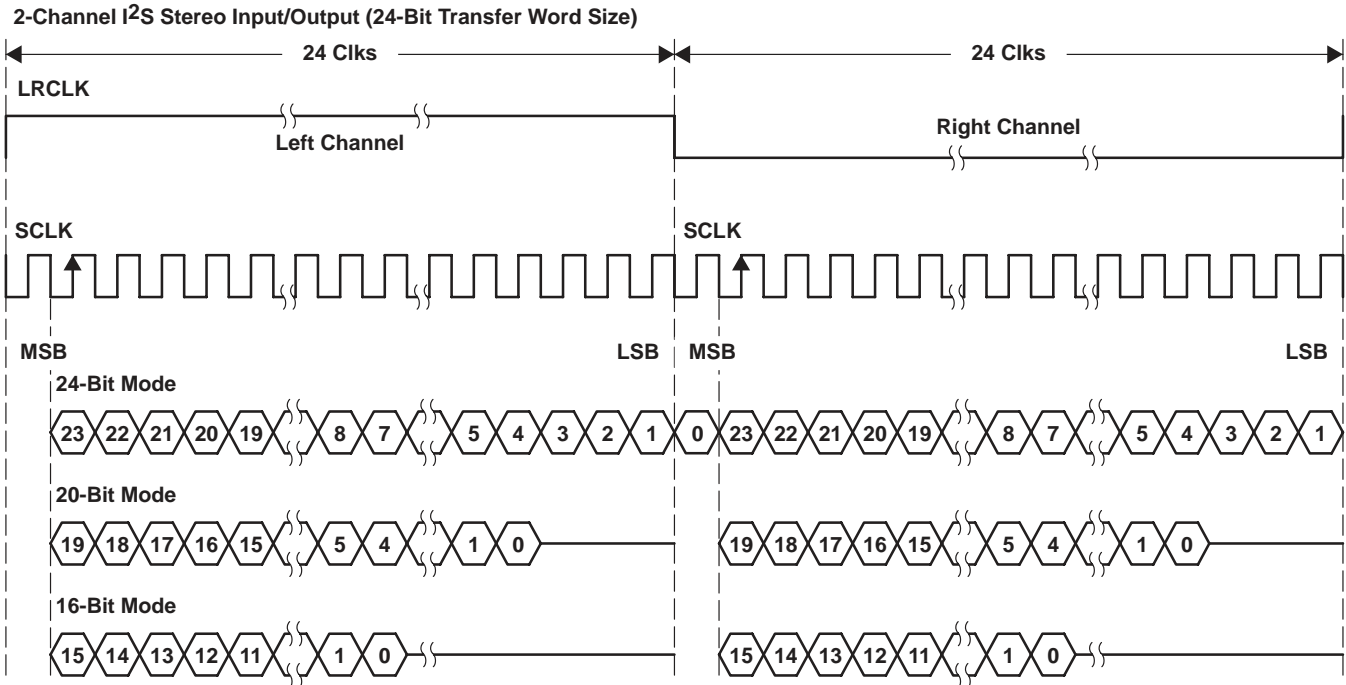 2-Channel I2S Stereo Input/Output (24-Bit Transfer Word Size)
24 Clks 24 Clks
LRCLK
Left Channel Right Channel
SCLK SCLK
MSB LSB MSB LSB
24-Bit Mode
23 22 21 20 19 8 7 5 4 3 2 1 0 23 22 21 20 19 8 7 5 4 3 2 1
20-Bit Mode
19 18 17 16 15 5 4 1 0 19 18 17 16 15 5 4 1 0
16-Bit Mode
15 14 13 12 11 1 0 15 14 13 12 11 1 0